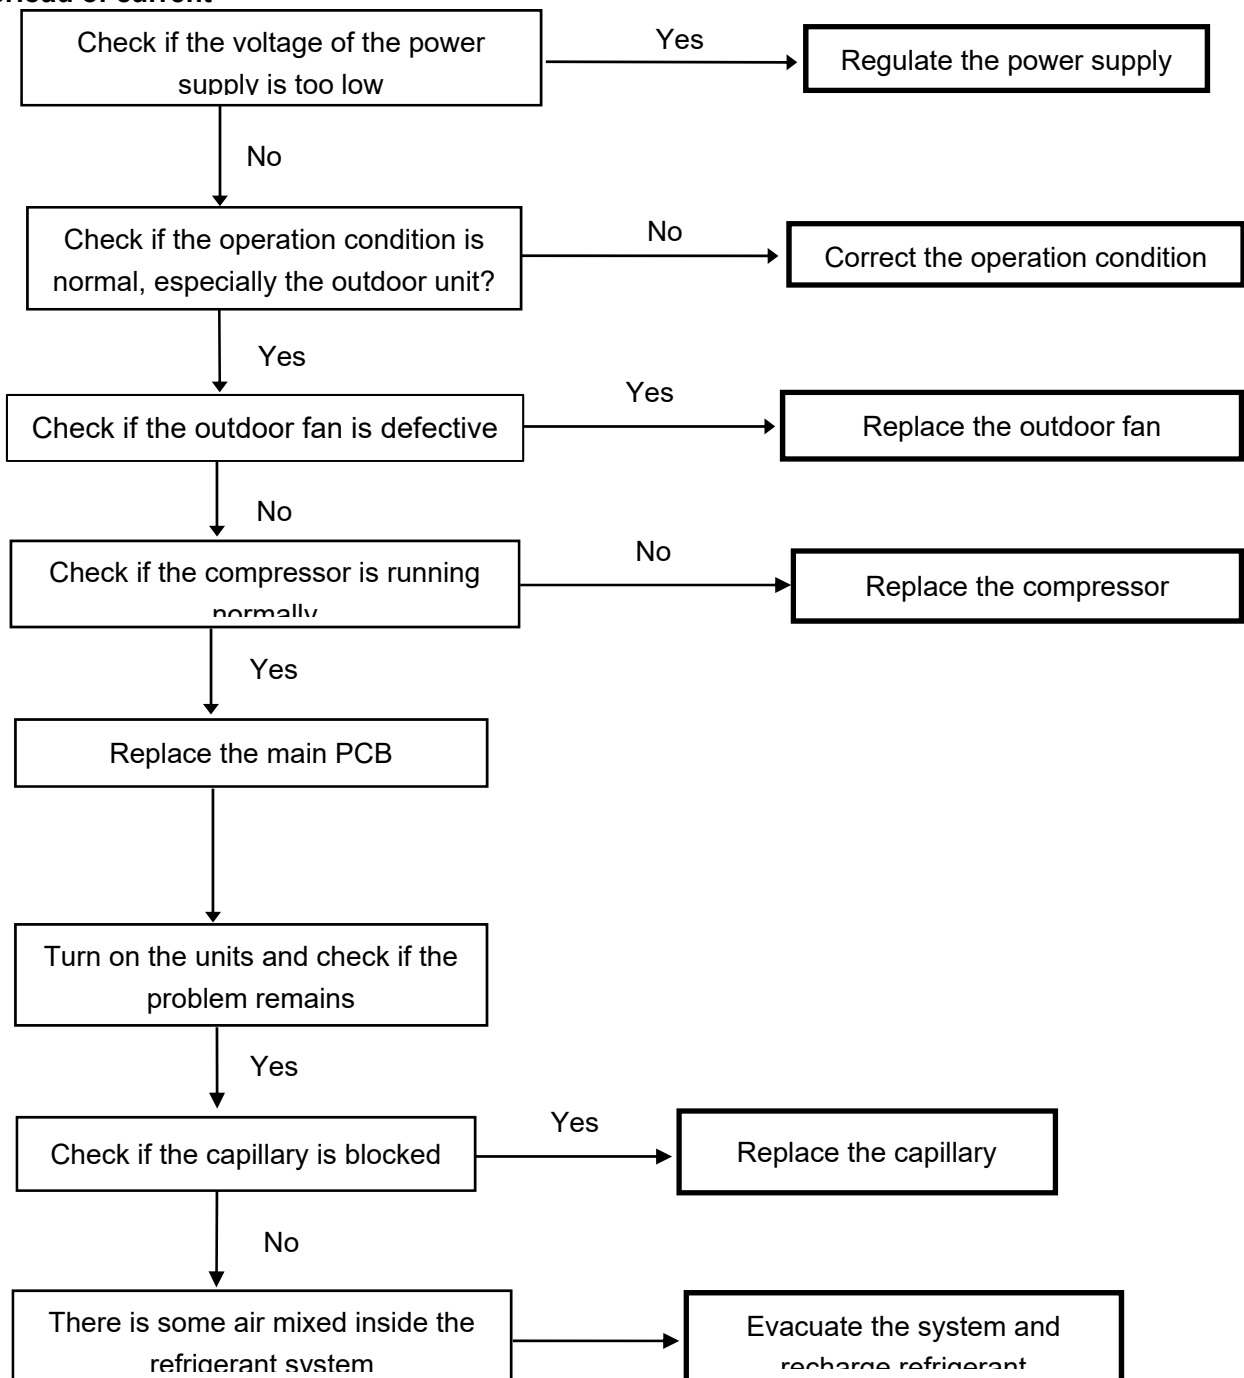 of current
Check if the voltage of the power
supply is too low
Yes
Regulate the power supply
No
Check if the operation condition is
normal, especially the outdoor unit?
No
Correct the operation condition
Yes
Check if the outdoor fan is defective
Yes
Replace the outdoor fan
No
Check if the compressor is running
normally
No
Replace the compressor
Yes
Replace the main PCB
Turn on the units and check if the
problem remains
Yes
Check if the capillary is blocked
Yes
Replace the capillary
No
There is some air mixed inside the
refrigerant system
Evacuate the system and
recharge refrigerant